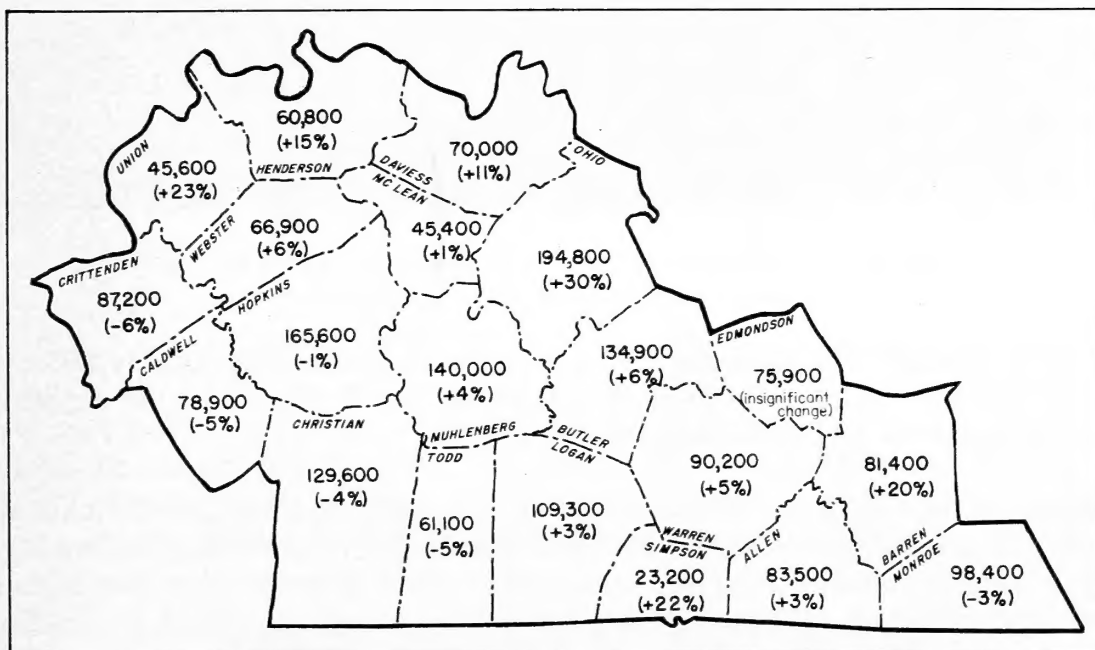 60,800
(+15%)
UNION
45,600
(+23%)
HENDERSON
DAVIESS
MC LEAN
70,000
(+11%)
OHIO
WEBSTER
66,900
(+6%)
45,400
(+1%)
194,800
(+30%)
CRITTENDEN
87,200
(-6%)
CALDWELL
HOPKINS
165,600
(-1%)
140,000
(+4%)
134,900
(+6%)
EDMONDSON
75,900
(insignificant
change)
78,900
(-5%)
CHRISTIAN
129,600
(-4%)
MUHLENBERG
TODD
61,100
(-5%)
BUTLER
LOGAN
109,300
(+3%)
90,200
(+5%)
81,400
(+20%)
WARREN
SIMPSON
23,200
(+22%)
ALLEN
83,500
(+3%)
BARREN
MONROE
98,400
(-3%)